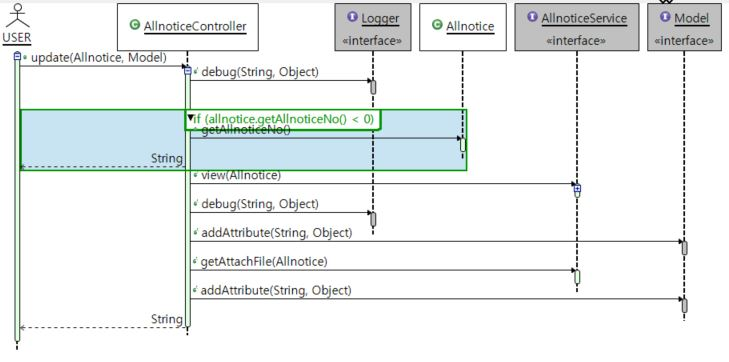 USER
AllnoticeController
Logger
«interface»
Allnotice
AllnoticeService
«interface»
Model
«interface»
update(Allnotice, Model)
debug(String, Object)
if (allnotice.getAllnoticeNo() < 0)
getAllnoticeNo()
String
view(Allnotice)
debug(String, Object)
addAttribute(String, Object)
getAttachFile(Allnotice)
addAttribute(String, Object)
String